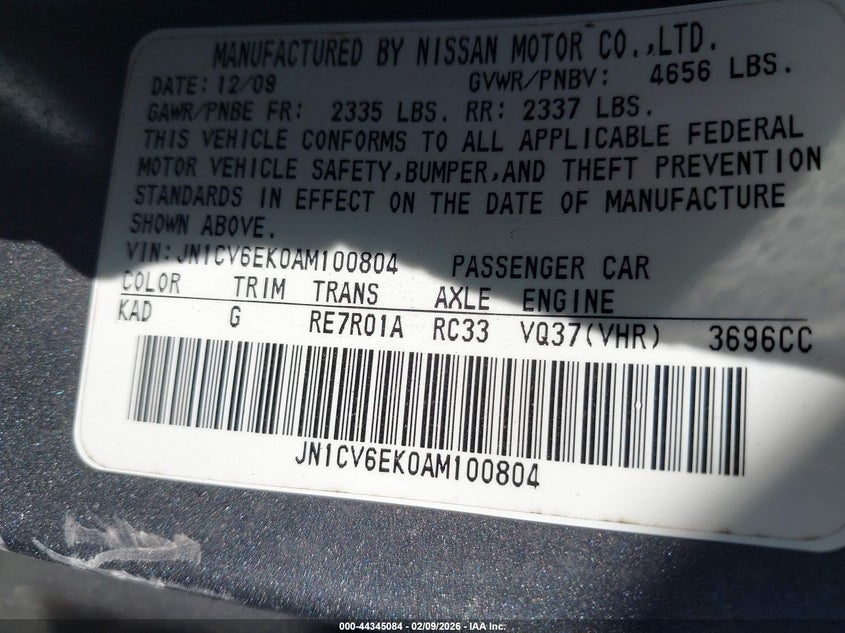 MANUFACTURED BY NISSAN MOTOR CO.,LTD.
DATE: 12/09 GVWR/PNBV: 4656 LBS.
GAWR/PNBE FR: 2335 LBS. RR: 2337 LBS.
THIS VEHICLE CONFORMS TO ALL APPLICABLE FEDERAL
MOTOR VEHICLE SAFETY,BUMPER,AND THEFT PREVENTION
STANDARDS IN EFFECT ON THE DATE OF MANUFACTURE
SHOWN ABOVE.
VIN:JN1CV6EK0AM100804 PASSENGER CAR
COLOR TRIM TRANS AXLE ENGINE
KAD G RE7R01A RC33 VQ37(VHR) 3696CC
JN1CV6EK0AM100804
000-44345084 - 02/09/2026 - IAA Inc.